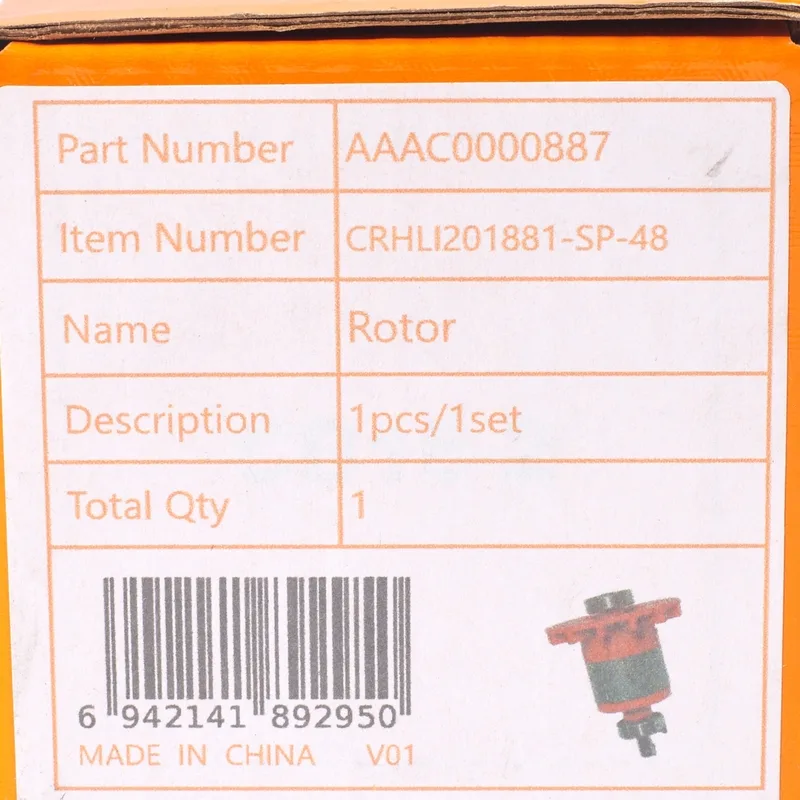 Part Number AAAC0000887
Item Number CRHLI201881-SP-48
Name Rotor
Description 1pcs/1set
Total Qty 1
6 942141 892950
MADE IN CHINA V01